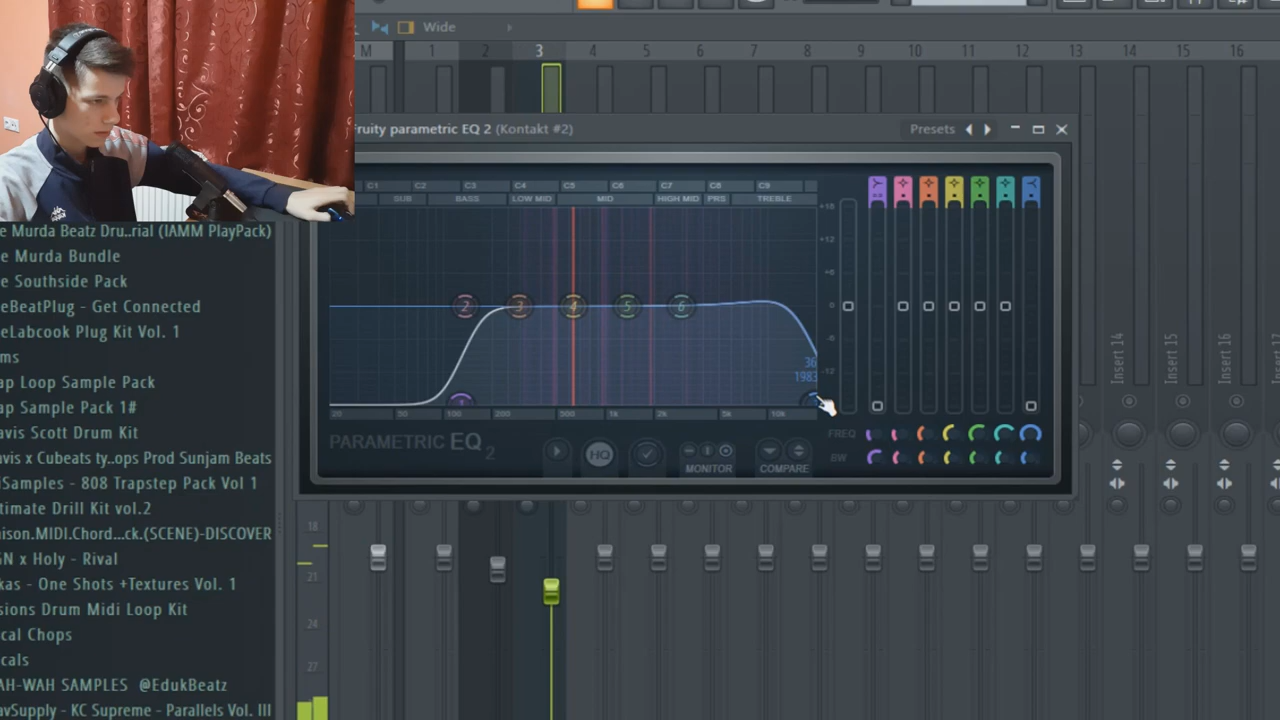 Wide
M 1 2 3 4 5 6 7 8 9 10 11 12 13 14 15 16
Fruity parametric EQ 2 (Kontakt #2)
Presets
C1 C2 C3 C4 C5 C6 C7 C8 C9
SUB BASS LOW MID MID HIGH MID PRS TREBLE
+18
+12
+6
0
-6
-12
2 3 4 5 6
1
36
1983
20 50 100 200 500 1k 2k 5k 10k
PARAMETRIC EQ 2
HQ
MONITOR
COMPARE
FREQ
BW
e Murda Beatz Dru..rial (IAMM PlayPack)
e Murda Bundle
e Southside Pack
eBeatPlug - Get Connected
eLabcook Plug Kit Vol. 1
ms
ap Loop Sample Pack
ap Sample Pack 1#
avis Scott Drum Kit
avis x Cubeats ty..ops Prod Sunjam Beats
iSamples - 808 Trapstep Pack Vol 1
timate Drill Kit vol.2
uison.MIDI.Chord...ck.(SCENE)-DISCOVER
GN x Holy - Rival
kas - One Shots +Textures Vol. 1
sions Drum Midi Loop Kit
cal Chops
cals
AH-WAH SAMPLES @EdukBeatz
avSupply - KC Supreme - Parallels Vol. III
Insert 14
Insert 15
Insert 16
18
21
24
27